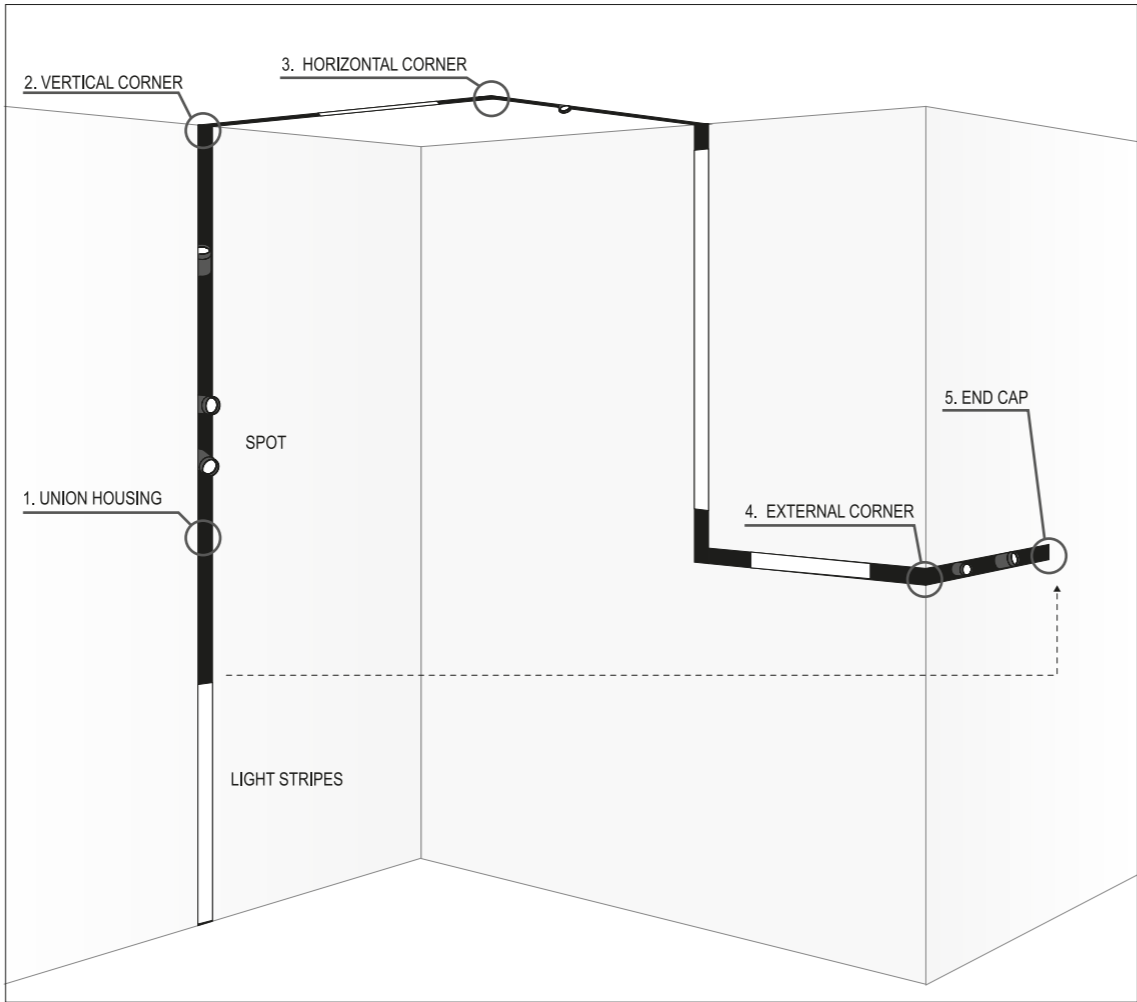 3. HORIZONTAL CORNER
2. VERTICAL CORNER
5. END CAP
SPOT
1. UNION HOUSING
4. EXTERNAL CORNER
LIGHT STRIPES